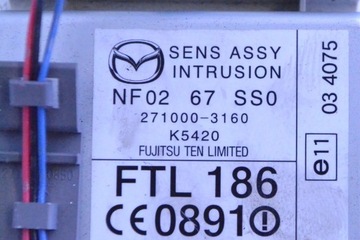 SENS ASSY
INTRUSION
NF02 67 SS0
271000-3160
K5420
FUJITSU TEN LIMITED
FTL 186
CE0891
e11
03 4075